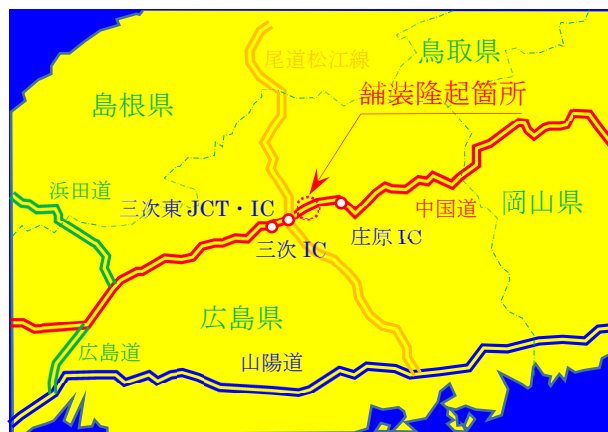 尾道松江線
鳥取県
島根県
舗装隆起箇所
浜田道
三次東 JCT・IC
中国道
岡山県
三次 IC
庄原 IC
広島県
広島道
山陽道